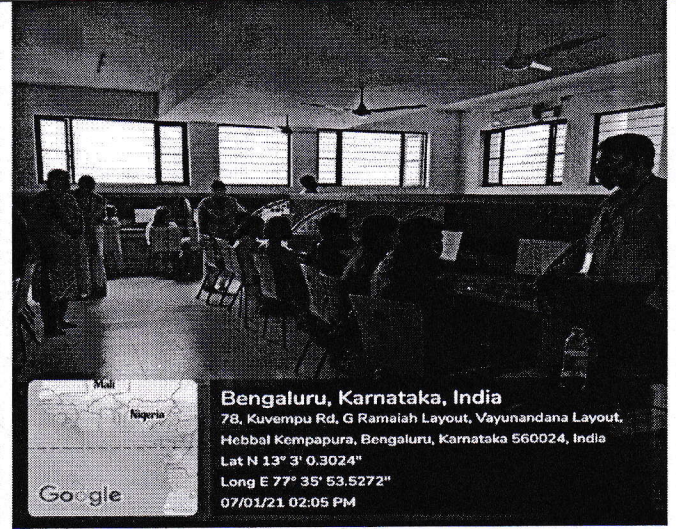 Mali
Nigeria
Google
Bengaluru, Karnataka, India
78, Kuvempu Rd, G Ramaiah Layout, Vayunandana Layout,
Hebbal Kempapura, Bengaluru, Karnataka 560024, India
Lat N 13° 3' 0.3024"
Long E 77° 35' 53.5272"
07/01/21 02:05 PM